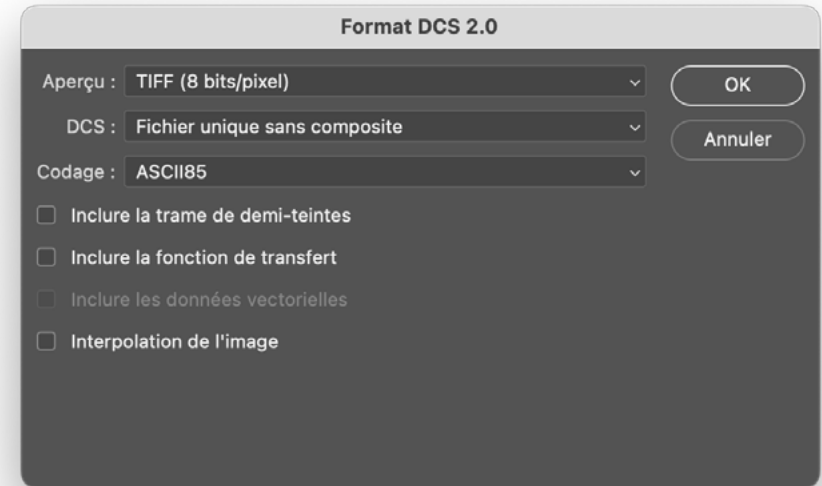 Format DCS 2.0
Aperçu : TIFF (8 bits/pixel)
OK
DCS : Fichier unique sans composite
Annuler
Codage : ASCII85
Inclure la trame de demi-teintes
Inclure la fonction de transfert
Inclure les données vectorielles
Interpolation de l'image